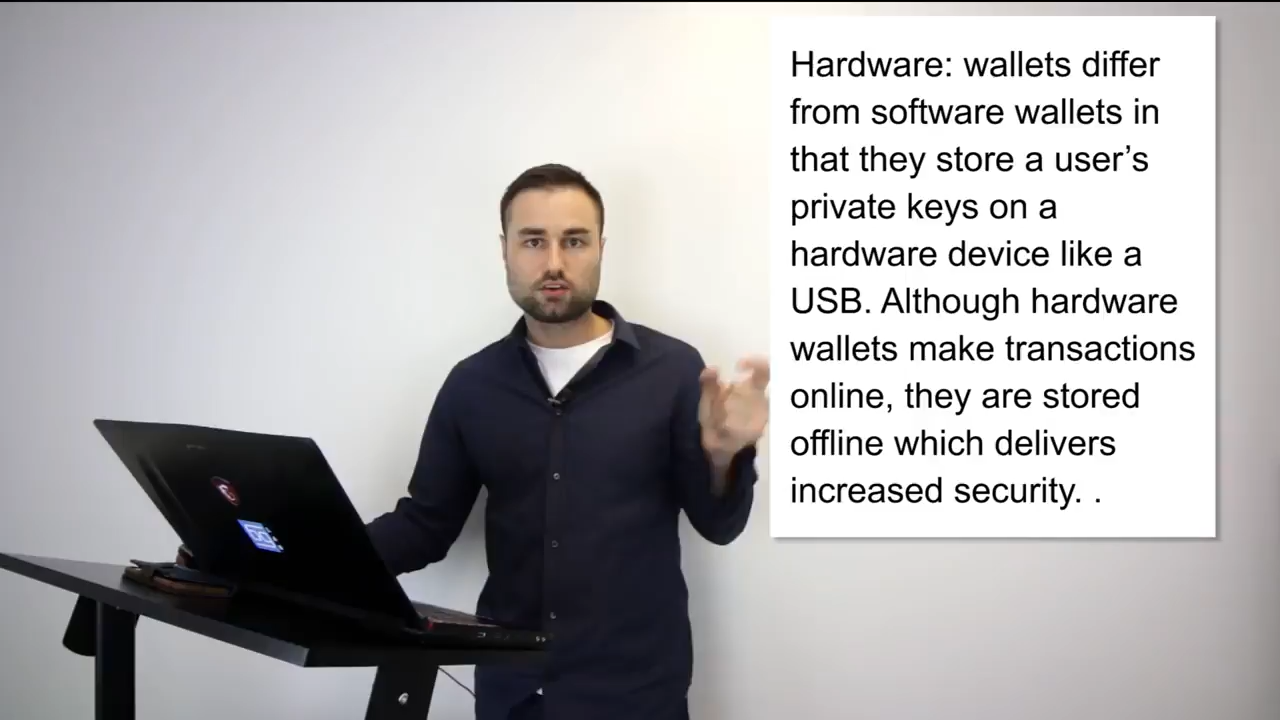 Hardware: wallets differ
from software wallets in
that they store a user’s
private keys on a
hardware device like a
USB. Although hardware
wallets make transactions
online, they are stored
offline which delivers
increased security. .